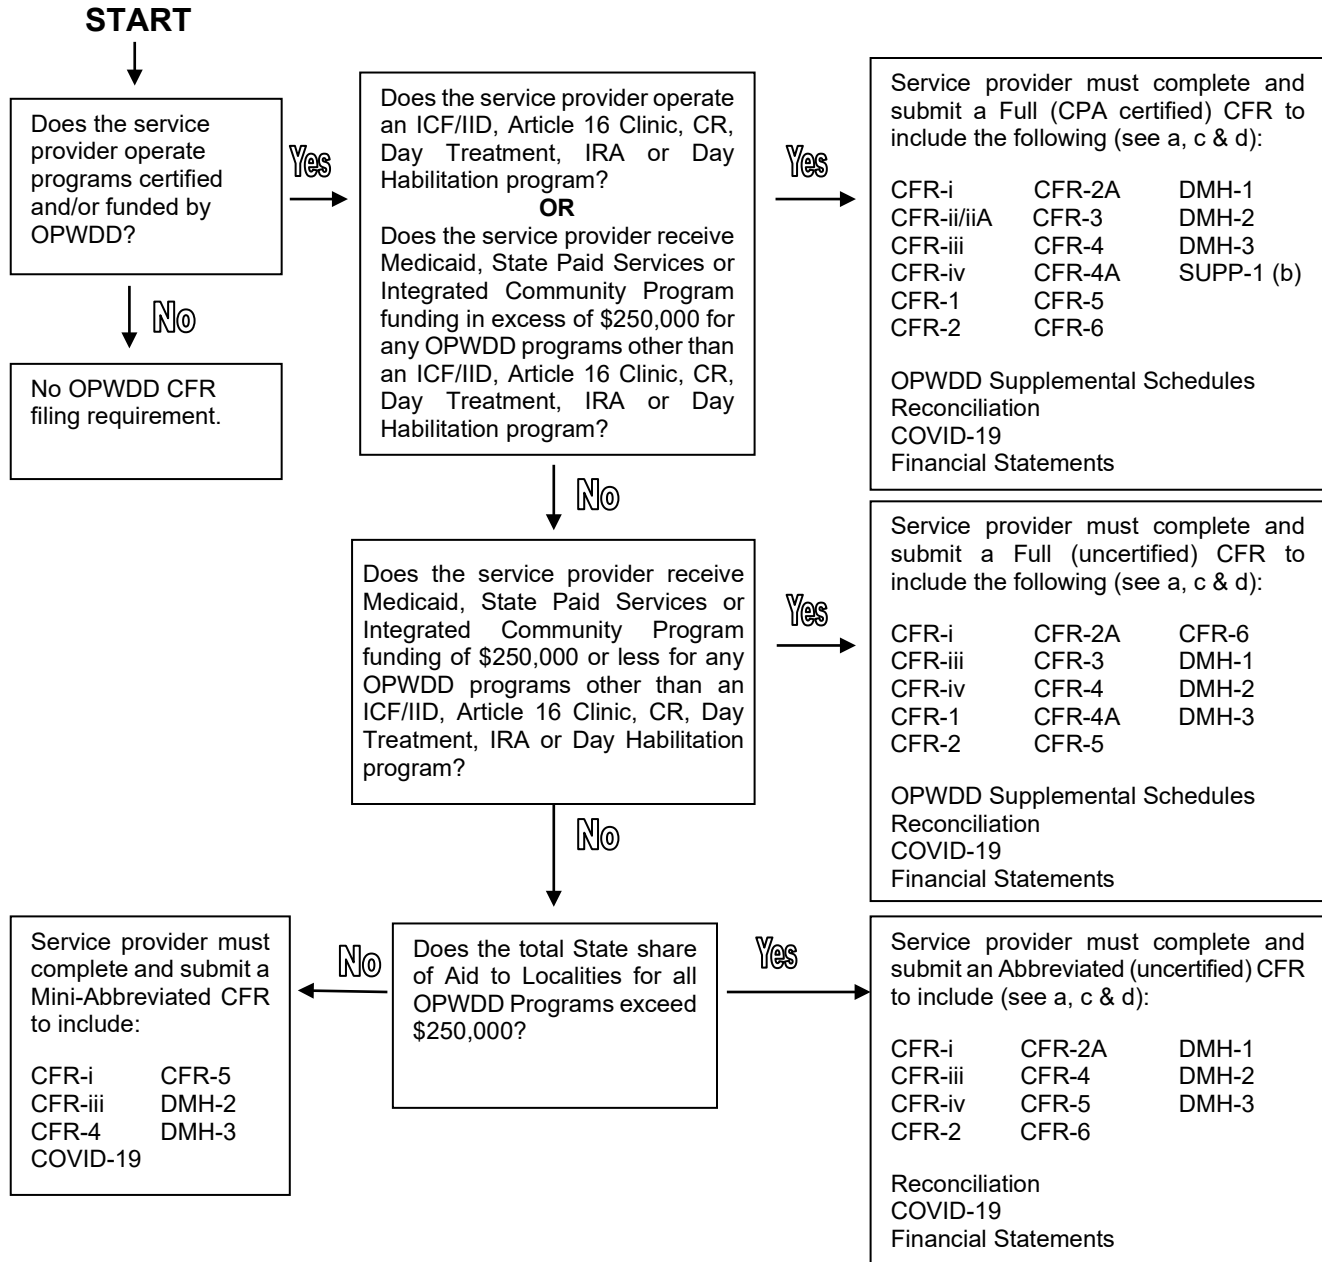 START
Does the service
provider operate
programs certified
and/or funded by
OPWDD?
Yes
Does the service provider operate
an ICF/IID, Article 16 Clinic, CR,
Day Treatment, IRA or Day
Habilitation program?
OR
Does the service provider receive
Medicaid, State Paid Services or
Integrated Community Program
funding in excess of $250,000 for
any OPWDD programs other than
an ICF/IID, Article 16 Clinic, CR,
Day Treatment, IRA or Day
Habilitation program?
Yes
Service provider must complete and
submit a Full (CPA certified) CFR to
include the following (see a, c & d):
CFR-i CFR-2A DMH-1
CFR-ii/iiA CFR-3 DMH-2
CFR-iii CFR-4 DMH-3
CFR-iv CFR-4A SUPP-1 (b)
CFR-1 CFR-5
CFR-2 CFR-6
OPWDD Supplemental Schedules
Reconciliation
COVID-19
Financial Statements
No
No OPWDD CFR
filing requirement.
No
Does the service provider receive
Medicaid, State Paid Services or
Integrated Community Program
funding of $250,000 or less for any
OPWDD programs other than an
ICF/IID, Article 16 Clinic, CR, Day
Treatment, IRA or Day Habilitation
program?
Yes
Service provider must complete and
submit a Full (uncertified) CFR to
include the following (see a, c & d):
CFR-i CFR-2A CFR-6
CFR-iii CFR-3 DMH-1
CFR-iv CFR-4 DMH-2
CFR-1 CFR-4A DMH-3
CFR-2 CFR-5
OPWDD Supplemental Schedules
Reconciliation
COVID-19
Financial Statements
No
Does the total State share
of Aid to Localities for all
OPWDD Programs exceed
$250,000?
No
Service provider must
complete and submit a
Mini-Abbreviated CFR
to include:
CFR-i CFR-5
CFR-iii DMH-2
CFR-4 DMH-3
COVID-19
Yes
Service provider must complete and
submit an Abbreviated (uncertified) CFR
to include (see a, c & d):
CFR-i CFR-2A DMH-1
CFR-iii CFR-4 DMH-2
CFR-iv CFR-5 DMH-3
CFR-2 CFR-6
Reconciliation
COVID-19
Financial Statements